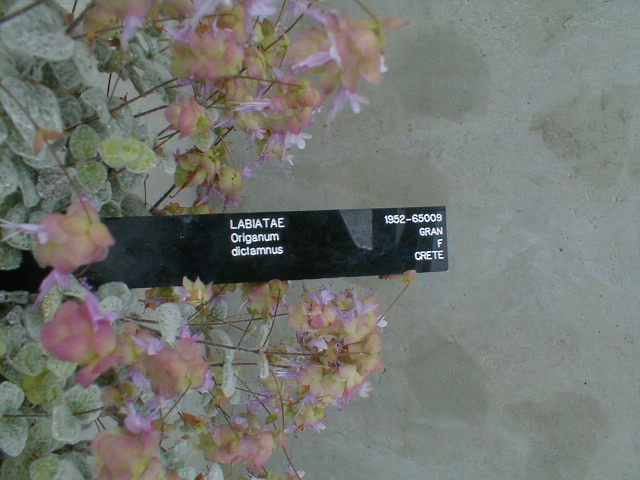 LABIATAE
Origanum
dictamnus
1952-65009
GRAN
F
CRETE